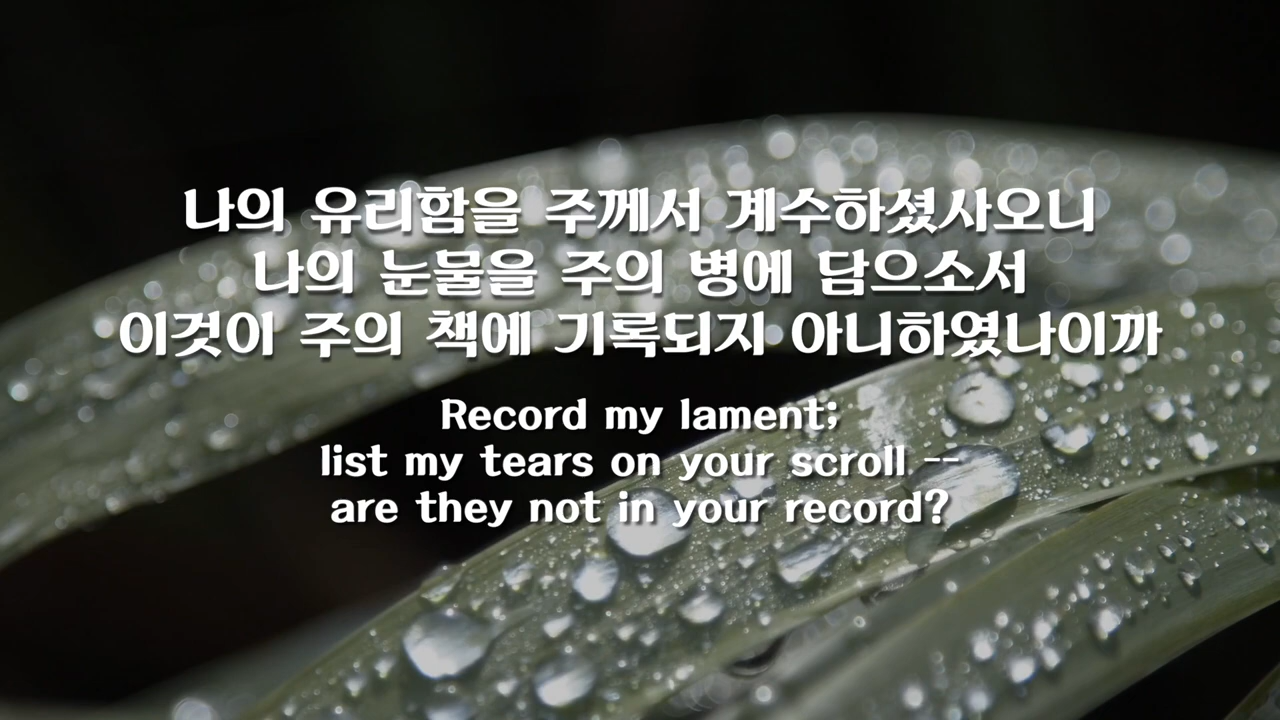 나의 유리함을 주께서 계수하셨사오니
나의 눈물을 주의 병에 담으소서
이것이 주의 책에 기록되지 아니하였나이까
Record my lament;
list my tears on your scroll --
are they not in your record?